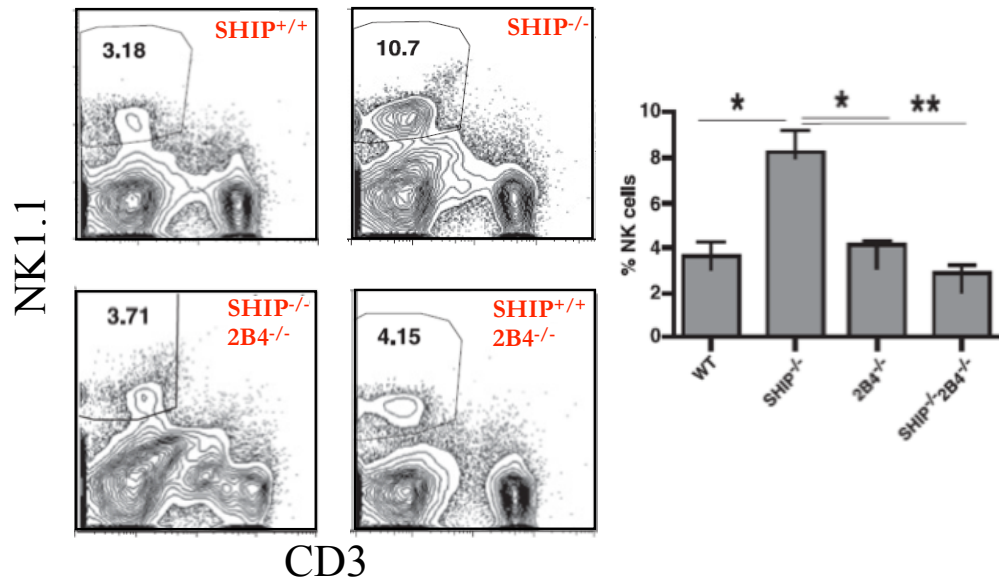 SHIP+/+
3.18
SHIP-/-
10.7
SHIP-/-
2B4-/-
3.71
SHIP+/+
2B4-/-
4.15
NK1.1
CD3
* * **
10
8
6
4
2
0
% NK cells
WT
SHIP-/-
2B4-/-
SHIP-/-2B4-/-